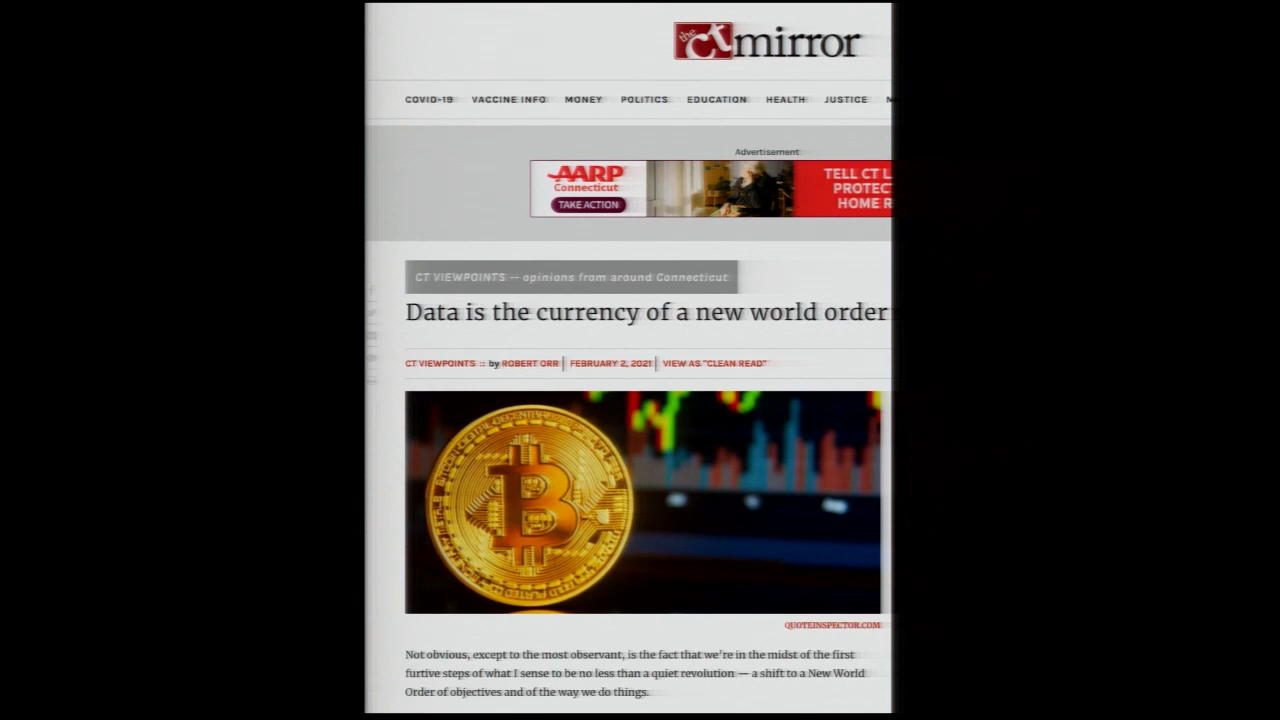 the ct mirror
COVID-19 VACCINE INFO MONEY POLITICS EDUCATION HEALTH JUSTICE
Advertisement
AARP
Connecticut
TAKE ACTION
TELL CT
PROTECT
HOME
CT VIEWPOINTS -- opinions from around Connecticut
Data is the currency of a new world order
CT VIEWPOINTS :: by ROBERT ORR | FEBRUARY 2, 2021 | VIEW AS "CLEAN READ"
B
QUOTEINSPECTOR.COM
Not obvious, except to the most observant, is the fact that we're in the midst of the first
furtive steps of what I sense to be no less than a quiet revolution — a shift to a New World
Order of objectives and of the way we do things.